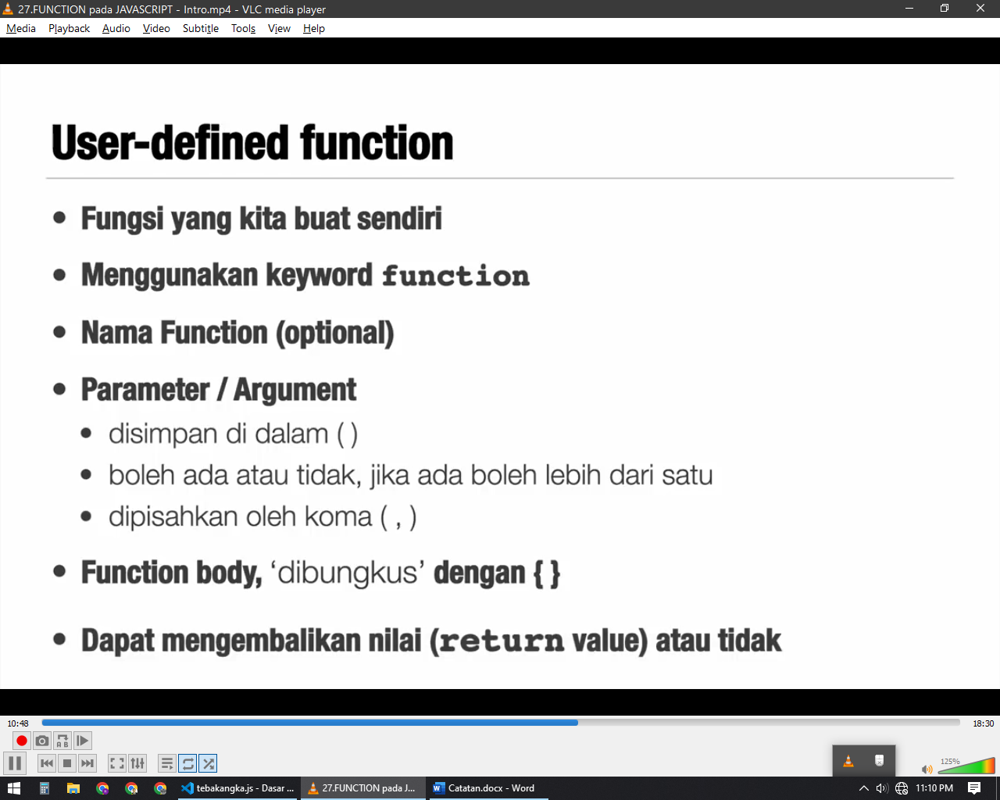 27.FUNCTION pada JAVASCRIPT - Intro.mp4 - VLC media player
Media Playback Audio Video Subtitle Tools View Help
User-defined function
• Fungsi yang kita buat sendiri
• Menggunakan keyword function
• Nama Function (optional)
• Parameter / Argument
• disimpan di dalam ( )
• boleh ada atau tidak, jika ada boleh lebih dari satu
• dipisahkan oleh koma ( , )
• Function body, ‘dibungkus’ dengan { }
• Dapat mengembalikan nilai (return value) atau tidak
10:48 18:30
A B
125%
tebakangka.js - Dasar ... 27.FUNCTION pada J... Catatan.docx - Word 11:10 PM